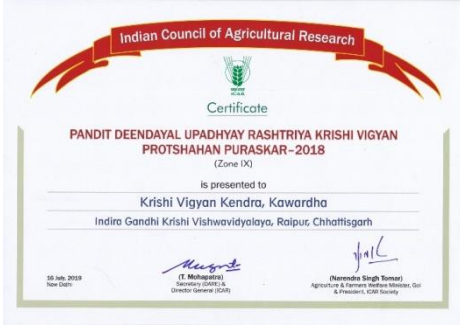 Indian Council of Agricultural Research
ICAR
Certificate
PANDIT DEENDAYAL UPADHYAY RASHTRIYA KRISHI VIGYAN
PROTSHAHAN PURASKAR-2018
(Zone IX)
is presented to
Krishi Vigyan Kendra, Kawardha
Indira Gandhi Krishi Vishwavidyalaya, Raipur, Chhattisgarh
16 July, 2019
New Delhi
(T. Mohapatra)
Secretary (DARE) &
Director General (ICAR)
(Narendra Singh Tomar)
Agriculture & Farmers Welfare Minister, GoI
& President, ICAR Society